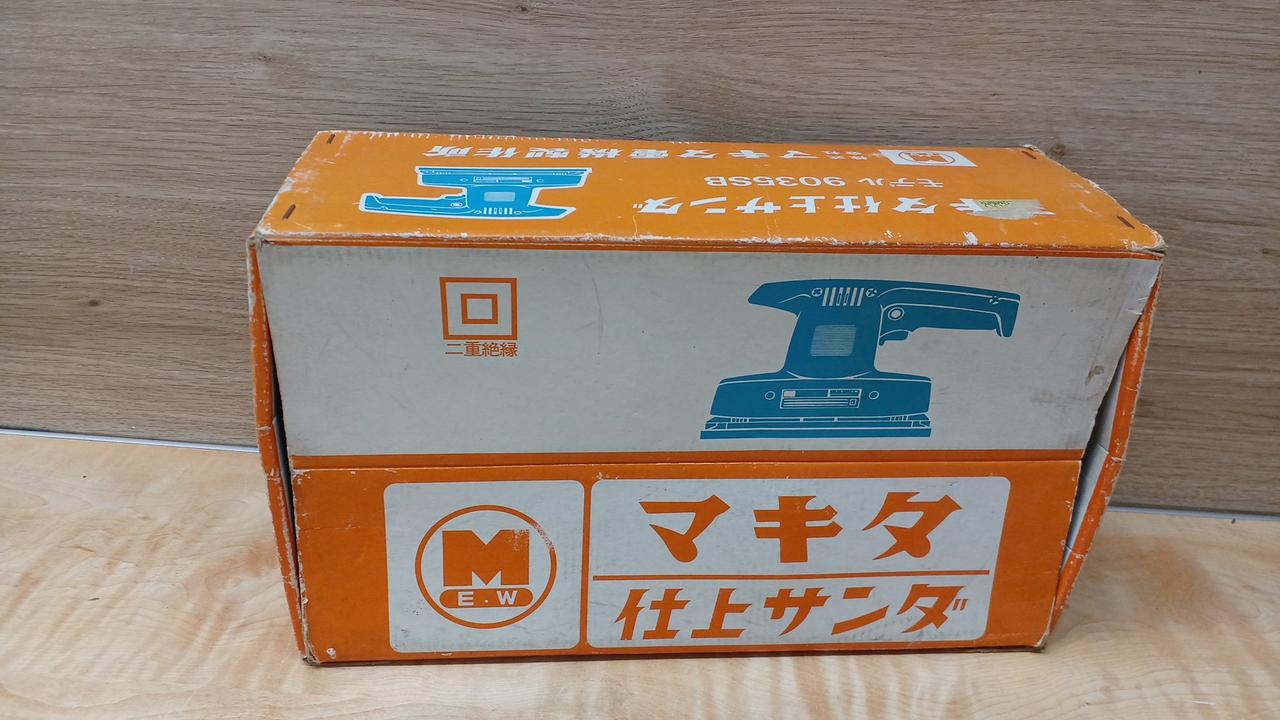 マキタ仕上サンダ
モデル 9035SB
株式会社 マキタ電機製作所
二重絶縁
M
E・W
マキタ
仕上サンダ